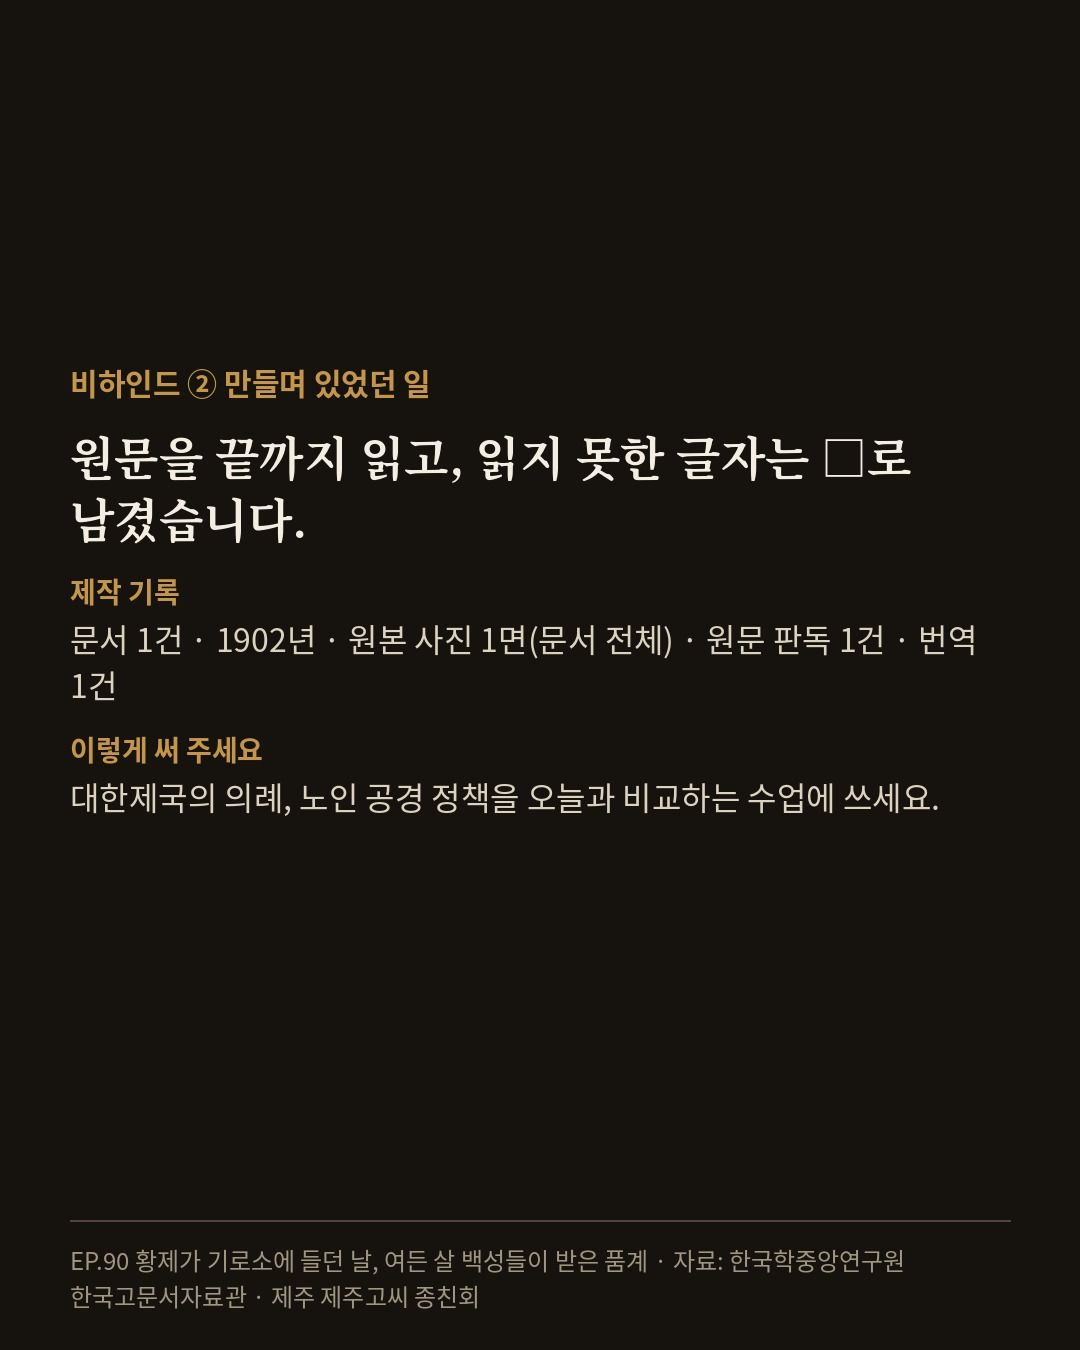 비하인드 ② 만들며 있었던 일
원문을 끝까지 읽고, 읽지 못한 글자는 □로
남겼습니다.
제작 기록
문서 1건 · 1902년 · 원본 사진 1면(문서 전체) · 원문 판독 1건 · 번역
1건
이렇게 써 주세요
대한제국의 의례, 노인 공경 정책을 오늘과 비교하는 수업에 쓰세요.
EP.90 황제가 기로소에 들던 날, 여든 살 백성들이 받은 품계 · 자료: 한국학중앙연구원
한국고문서자료관 · 제주 제주고씨 종친회